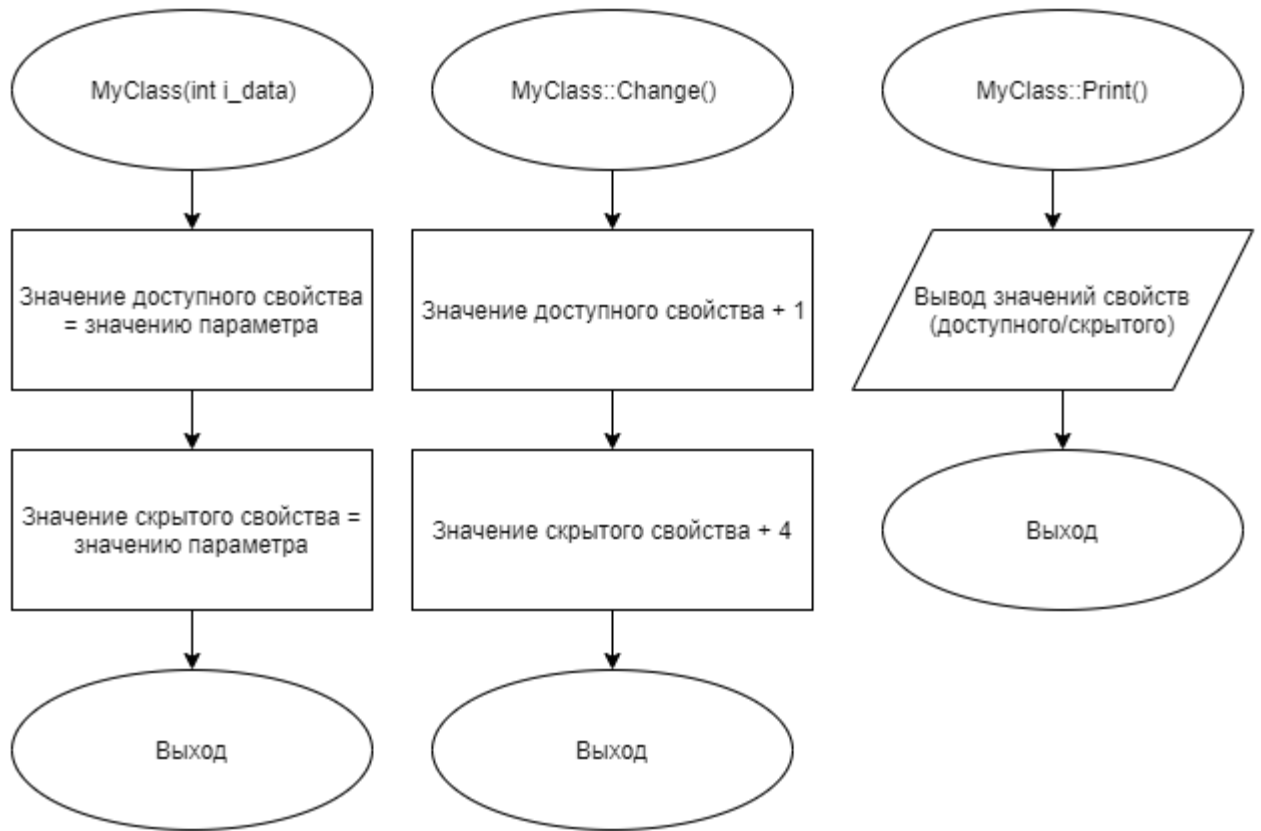 MyClass(int i_data)
Значение доступного свойства
= значению параметра
Значение скрытого свойства =
значению параметра
Выход
MyClass::Change()
Значение доступного свойства + 1
Значение скрытого свойства + 4
Выход
MyClass::Print()
Вывод значений свойств
(доступного/скрытого)
Выход